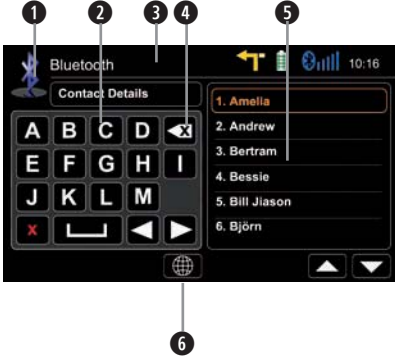 1 2 3 4 5
Bluetooth 10:16
Contact Details
A B C D X
E F G H I
J K L M
x
1. Amelia
2. Andrew
3. Bertram
4. Bessie
5. Bill Jiason
6. Björn
6